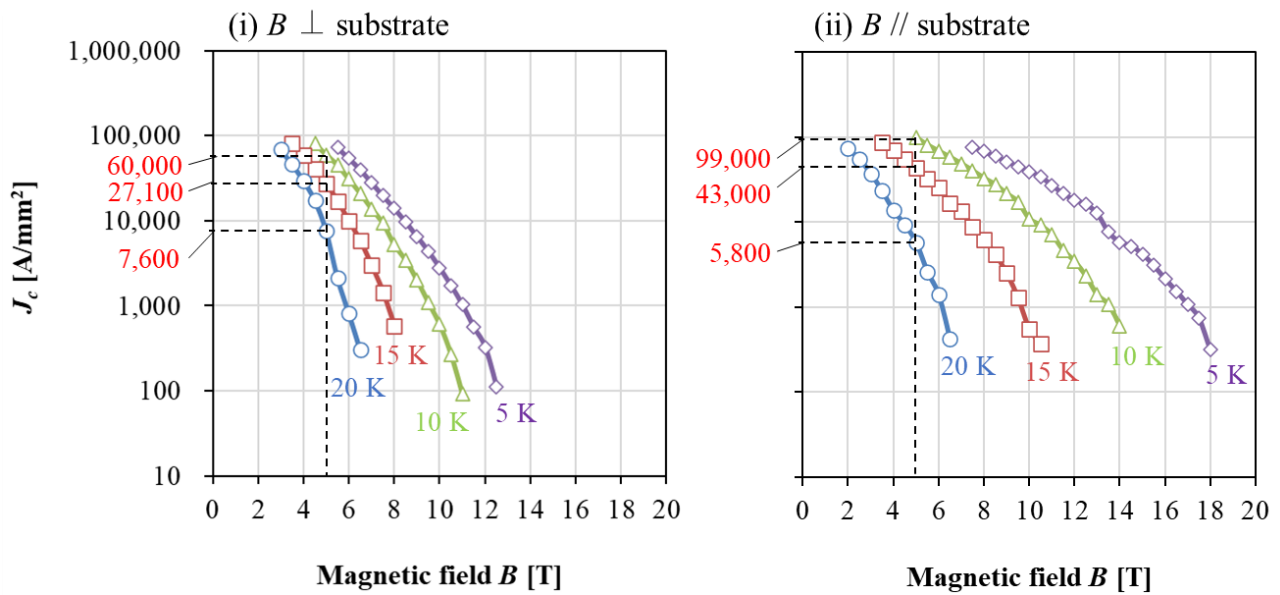 (i) B ⊥ substrate
(ii) B // substrate
1,000,000
100,000
60,000
27,100
10,000
7,600
1,000
100
10
Jc [A/mm²]
99,000
43,000
5,800
20 K
15 K
10 K
5 K
20 K
15 K
10 K
5 K
0 2 4 6 8 10 12 14 16 18 20
0 2 4 6 8 10 12 14 16 18 20
Magnetic field B [T]
Magnetic field B [T]